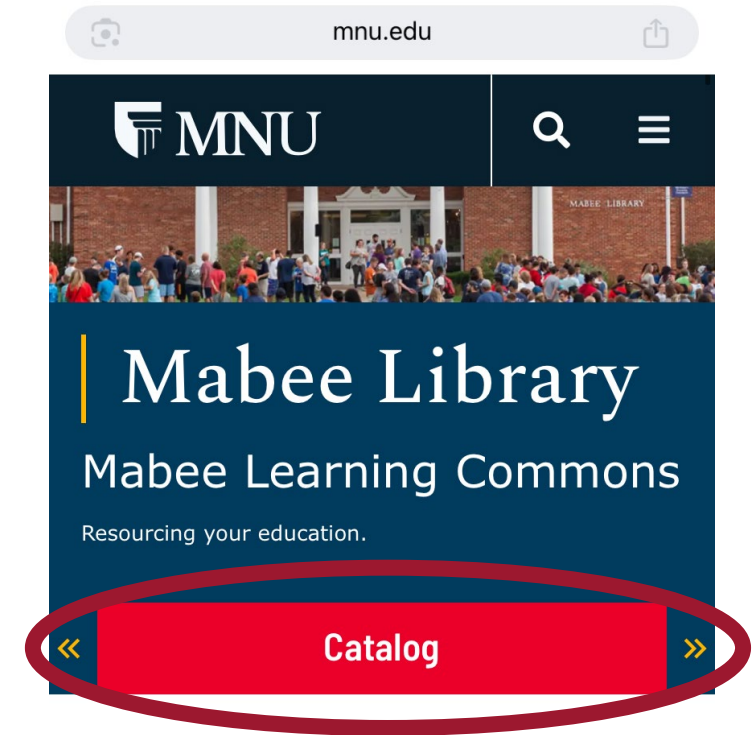 mnu.edu
MNU
MABEE LIBRARY
Mabee Library
Mabee Learning Commons
Resourcing your education.
« Catalog »